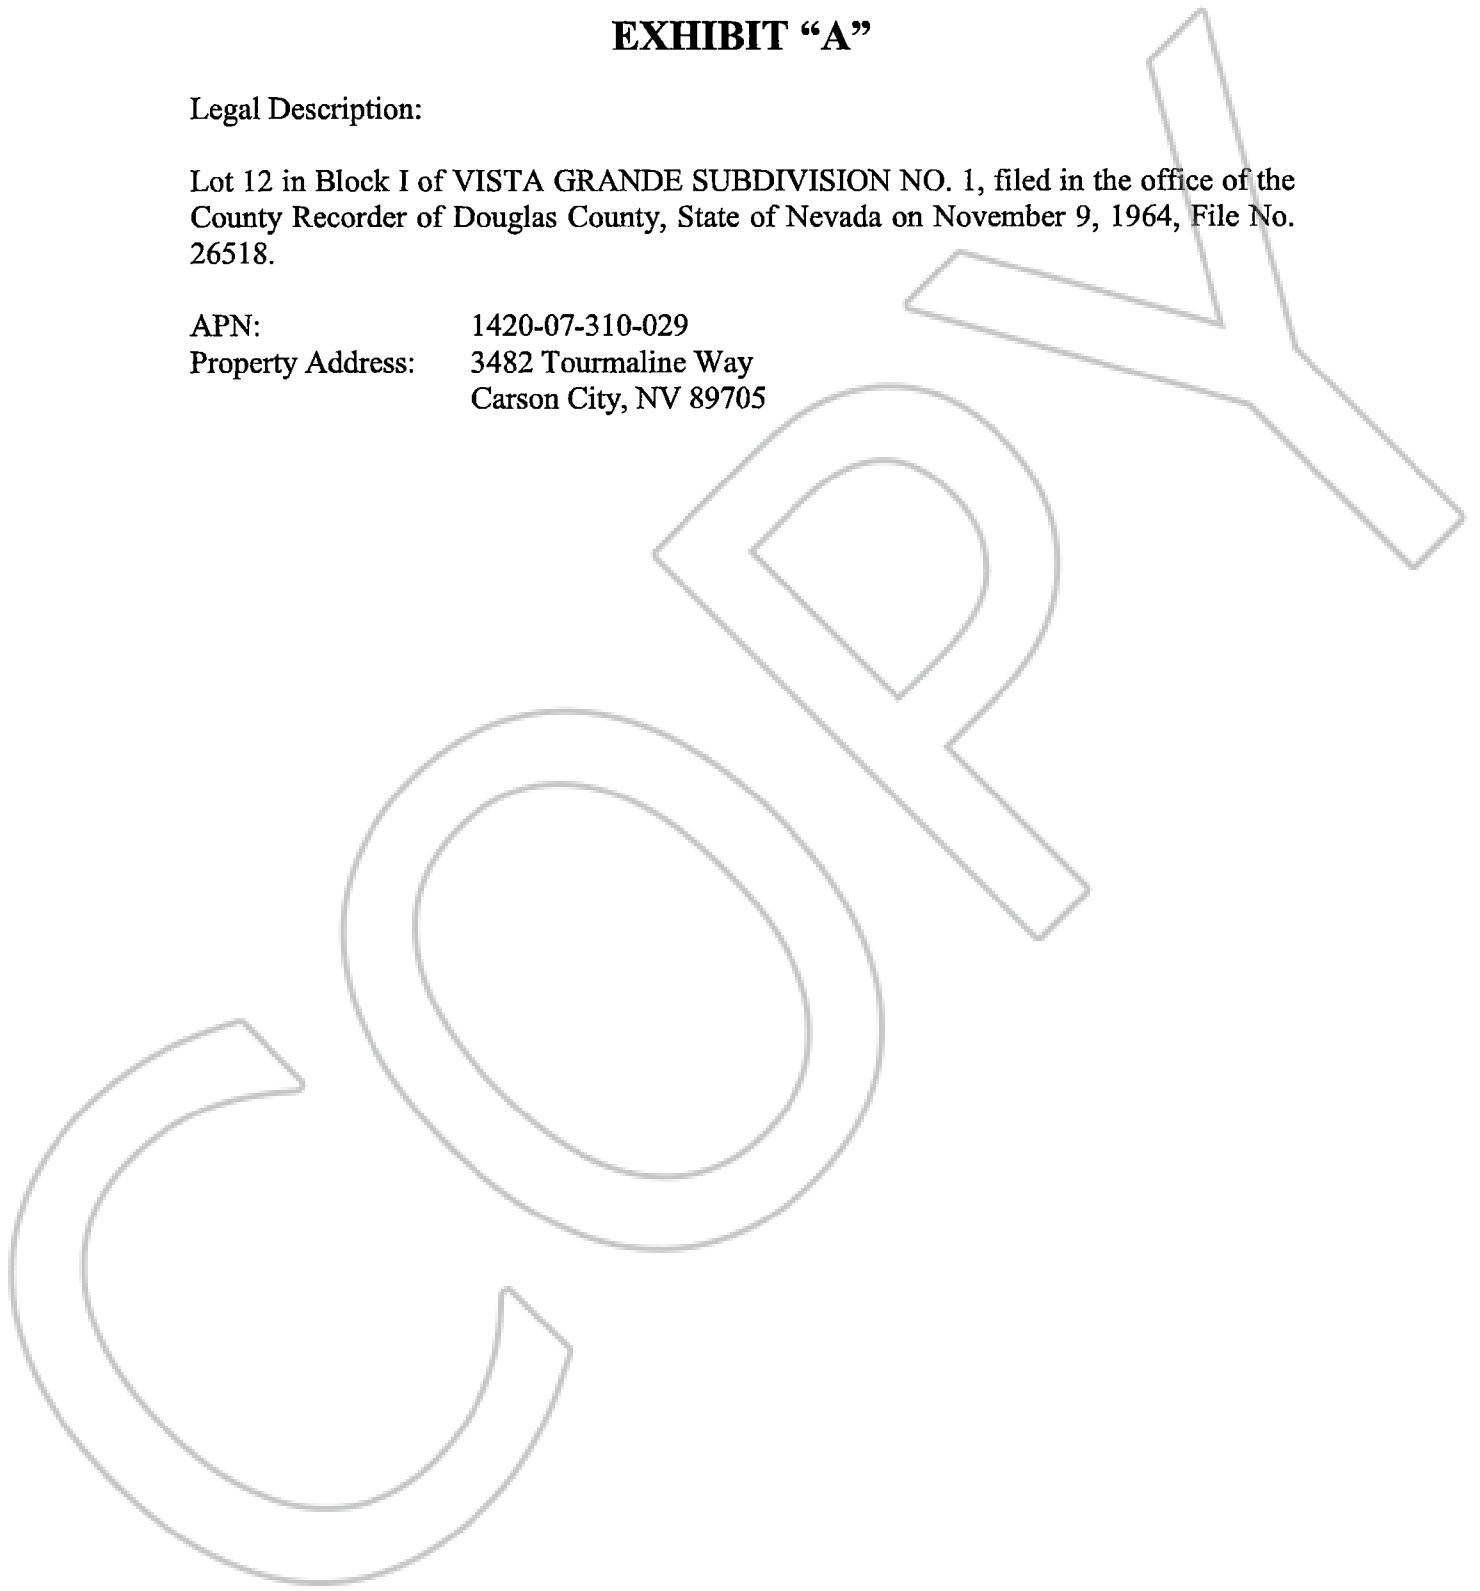 EXHIBIT “A”
Legal Description:
Lot 12 in Block I of VISTA GRANDE SUBDIVISION NO. 1, filed in the office of the
County Recorder of Douglas County, State of Nevada on November 9, 1964, File No.
26518.
APN: 1420-07-310-029
Property Address: 3482 Tourmaline Way
Carson City, NV 89705
COPY